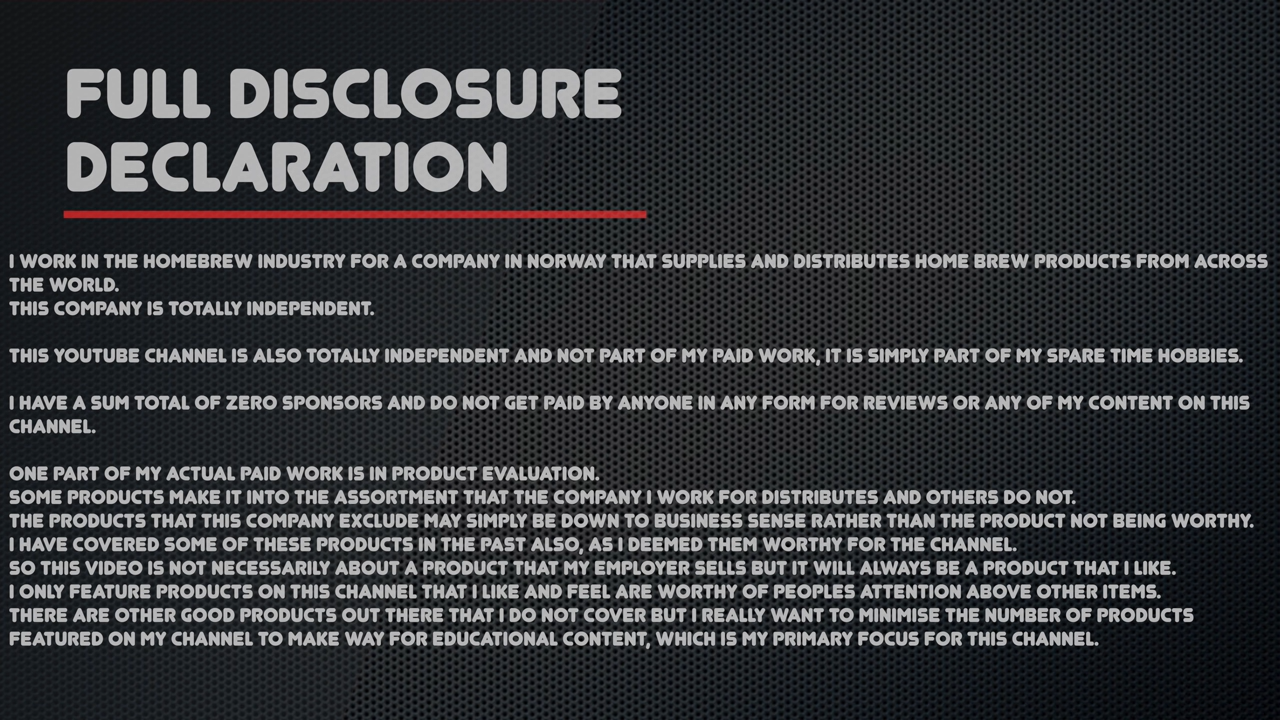 FULL DISCLOSURE
DECLARATION
I WORK IN THE HOMEBREW INDUSTRY FOR A COMPANY IN NORWAY THAT SUPPLIES AND DISTRIBUTES HOME BREW PRODUCTS FROM ACROSS
THE WORLD.
THIS COMPANY IS TOTALLY INDEPENDENT.
THIS YOUTUBE CHANNEL IS ALSO TOTALLY INDEPENDENT AND NOT PART OF MY PAID WORK, IT IS SIMPLY PART OF MY SPARE TIME HOBBIES.
I HAVE A SUM TOTAL OF ZERO SPONSORS AND DO NOT GET PAID BY ANYONE IN ANY FORM FOR REVIEWS OR ANY OF MY CONTENT ON THIS
CHANNEL.
ONE PART OF MY ACTUAL PAID WORK IS IN PRODUCT EVALUATION.
SOME PRODUCTS MAKE IT INTO THE ASSORTMENT THAT THE COMPANY I WORK FOR DISTRIBUTES AND OTHERS DO NOT.
THE PRODUCTS THAT THIS COMPANY EXCLUDE MAY SIMPLY BE DOWN TO BUSINESS SENSE RATHER THAN THE PRODUCT NOT BEING WORTHY.
I HAVE COVERED SOME OF THESE PRODUCTS IN THE PAST ALSO, AS I DEEMED THEM WORTHY FOR THE CHANNEL.
SO THIS VIDEO IS NOT NECESSARILY ABOUT A PRODUCT THAT MY EMPLOYER SELLS BUT IT WILL ALWAYS BE A PRODUCT THAT I LIKE.
I ONLY FEATURE PRODUCTS ON THIS CHANNEL THAT I LIKE AND FEEL ARE WORTHY OF PEOPLES ATTENTION ABOVE OTHER ITEMS.
THERE ARE OTHER GOOD PRODUCTS OUT THERE THAT I DO NOT COVER BUT I REALLY WANT TO MINIMISE THE NUMBER OF PRODUCTS
FEATURED ON MY CHANNEL TO MAKE WAY FOR EDUCATIONAL CONTENT, WHICH IS MY PRIMARY FOCUS FOR THIS CHANNEL.